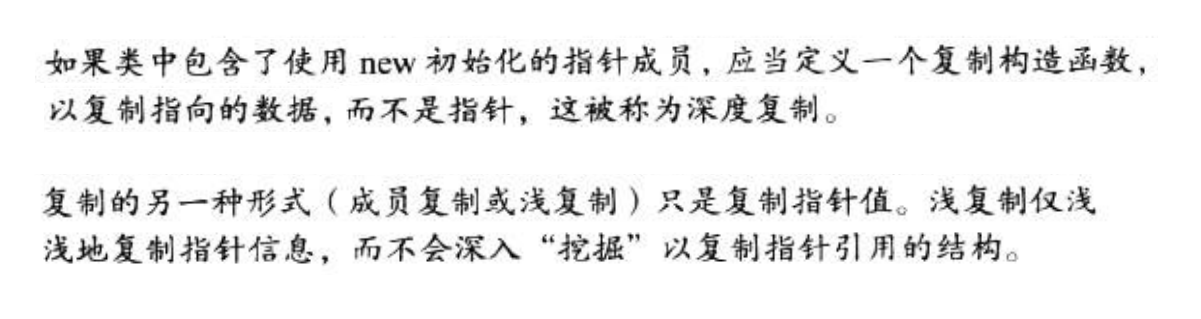 如果类中包含了使用 new 初始化的指针成员，应当定义一个复制构造函数，
以复制指向的数据，而不是指针，这被称为深度复制。
复制的另一种形式（成员复制或浅复制）只是复制指针值。浅复制仅浅
浅地复制指针信息，而不会深入“挖掘”以复制指针引用的结构。